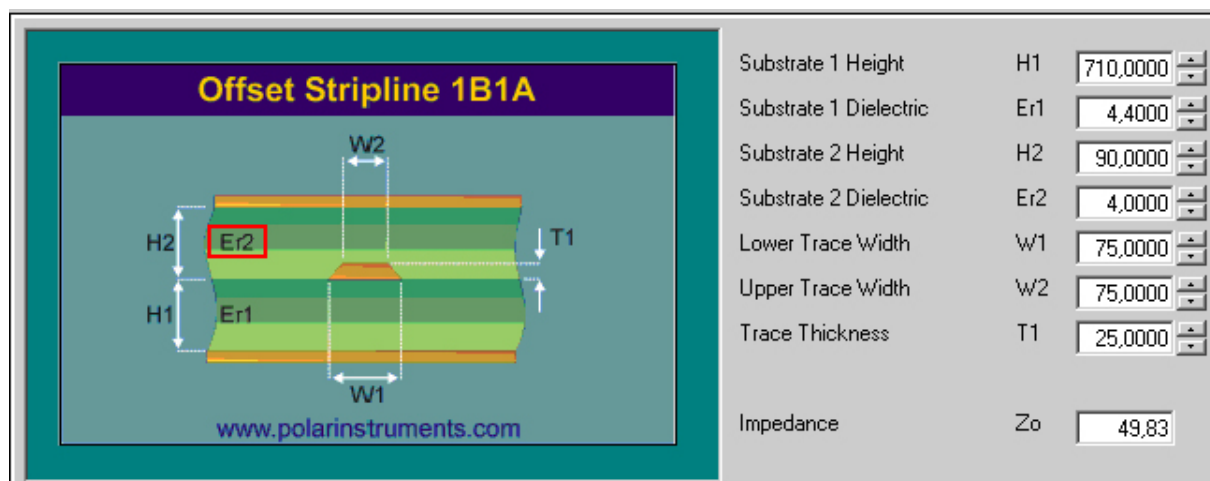 Offset Stripline 1B1A
W2
H2
Er2
T1
H1
Er1
W1
www.polarinstruments.com
Substrate 1 Height H1 710,0000
Substrate 1 Dielectric Er1 4,4000
Substrate 2 Height H2 90,0000
Substrate 2 Dielectric Er2 4,0000
Lower Trace Width W1 75,0000
Upper Trace Width W2 75,0000
Trace Thickness T1 25,0000
Impedance Zo 49,83